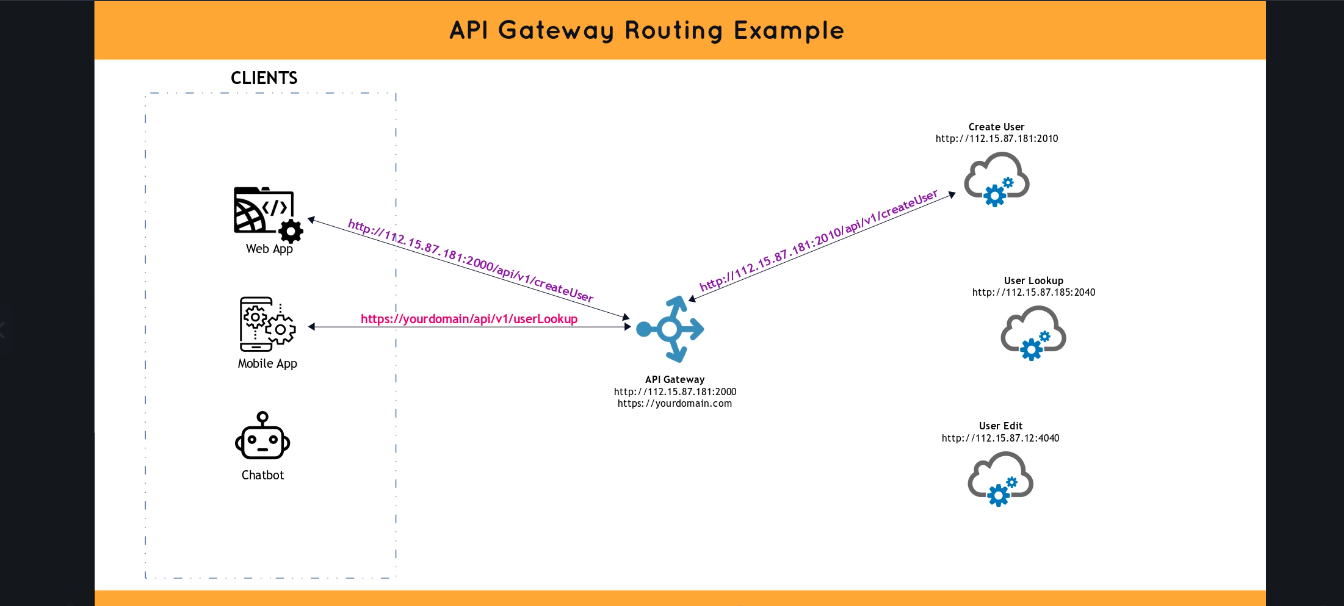 API Gateway Routing Example
CLIENTS
Web App
Mobile App
Chatbot
http://112.15.87.181:2000/api/v1/createUser
https://yourdomain/api/v1/userLookup
API Gateway
http://112.15.87.181:2000
https://yourdomain.com
http://112.15.87.181:2010/api/v1/createUser
Create User
http://112.15.87.181:2010
User Lookup
http://112.15.87.185:2040
User Edit
http://112.15.87.12:4040